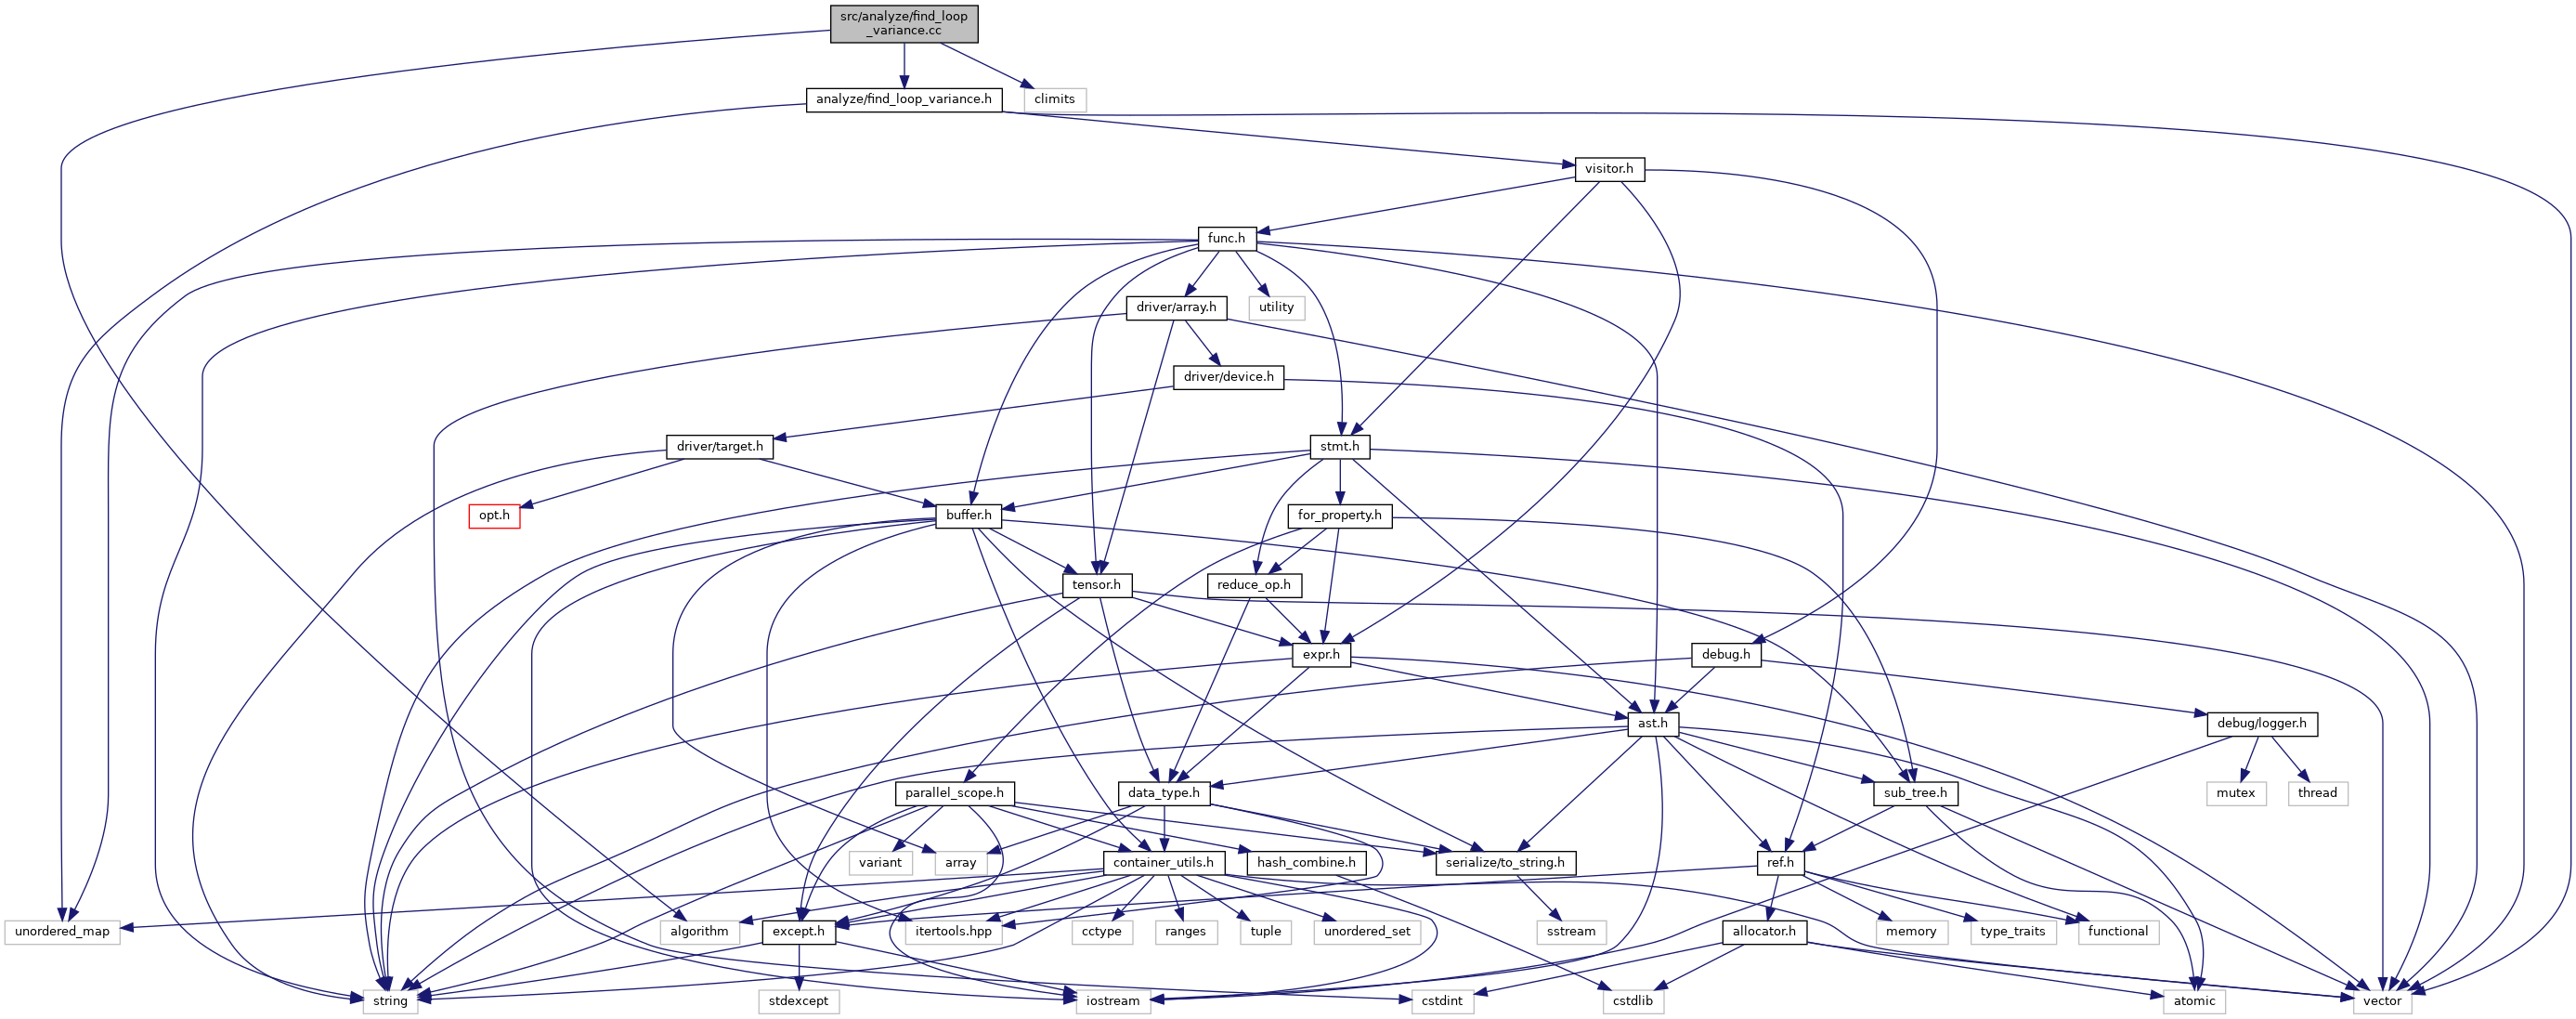 src/analyze/find_loop
_variance.cc
analyze/find_loop_variance.h
climits
visitor.h
func.h
driver/array.h
utility
driver/device.h
driver/target.h
stmt.h
opt.h
buffer.h
for_property.h
tensor.h
reduce_op.h
expr.h
debug.h
ast.h
debug/logger.h
parallel_scope.h
data_type.h
sub_tree.h
mutex
thread
variant
array
container_utils.h
hash_combine.h
serialize/to_string.h
ref.h
unordered_map
algorithm
except.h
itertools.hpp
cctype
ranges
tuple
unordered_set
sstream
allocator.h
memory
type_traits
functional
string
stdexcept
iostream
cstdint
cstdlib
atomic
vector